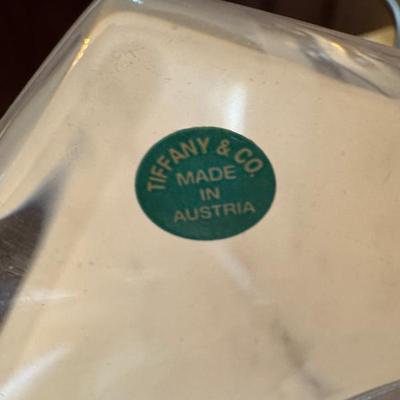 TIFFANY & CO.
MADE
IN
AUSTRIA